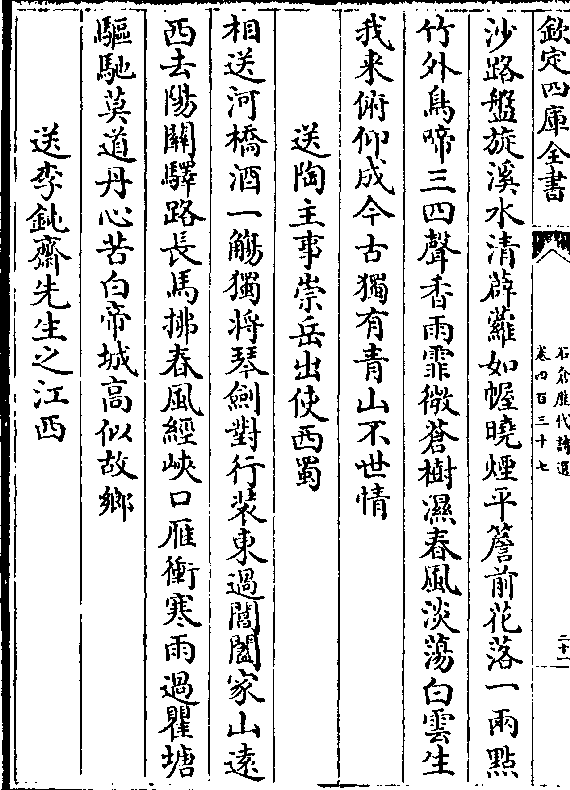 欽定四庫全書
石倉歷代詩選
卷四百三十七
二十一
沙路盤旋溪水清薜蘿如幄曉煙平簷前花落一兩點
竹外鳥啼三四聲香雨霏微蒼樹濕春風淡蕩白雲生
我来俯仰成今古獨有青山不世情
送陶主事崇岳出使西蜀
相送河橋酒一觴獨將琴劍對行装東過閶闔家山遠
西去陽關驛路長馬拂春風經峽口雁衝寒雨過瞿塘
驅馳莫道丹心苦白帝城高似故鄉
送李鈍齋先生之江西